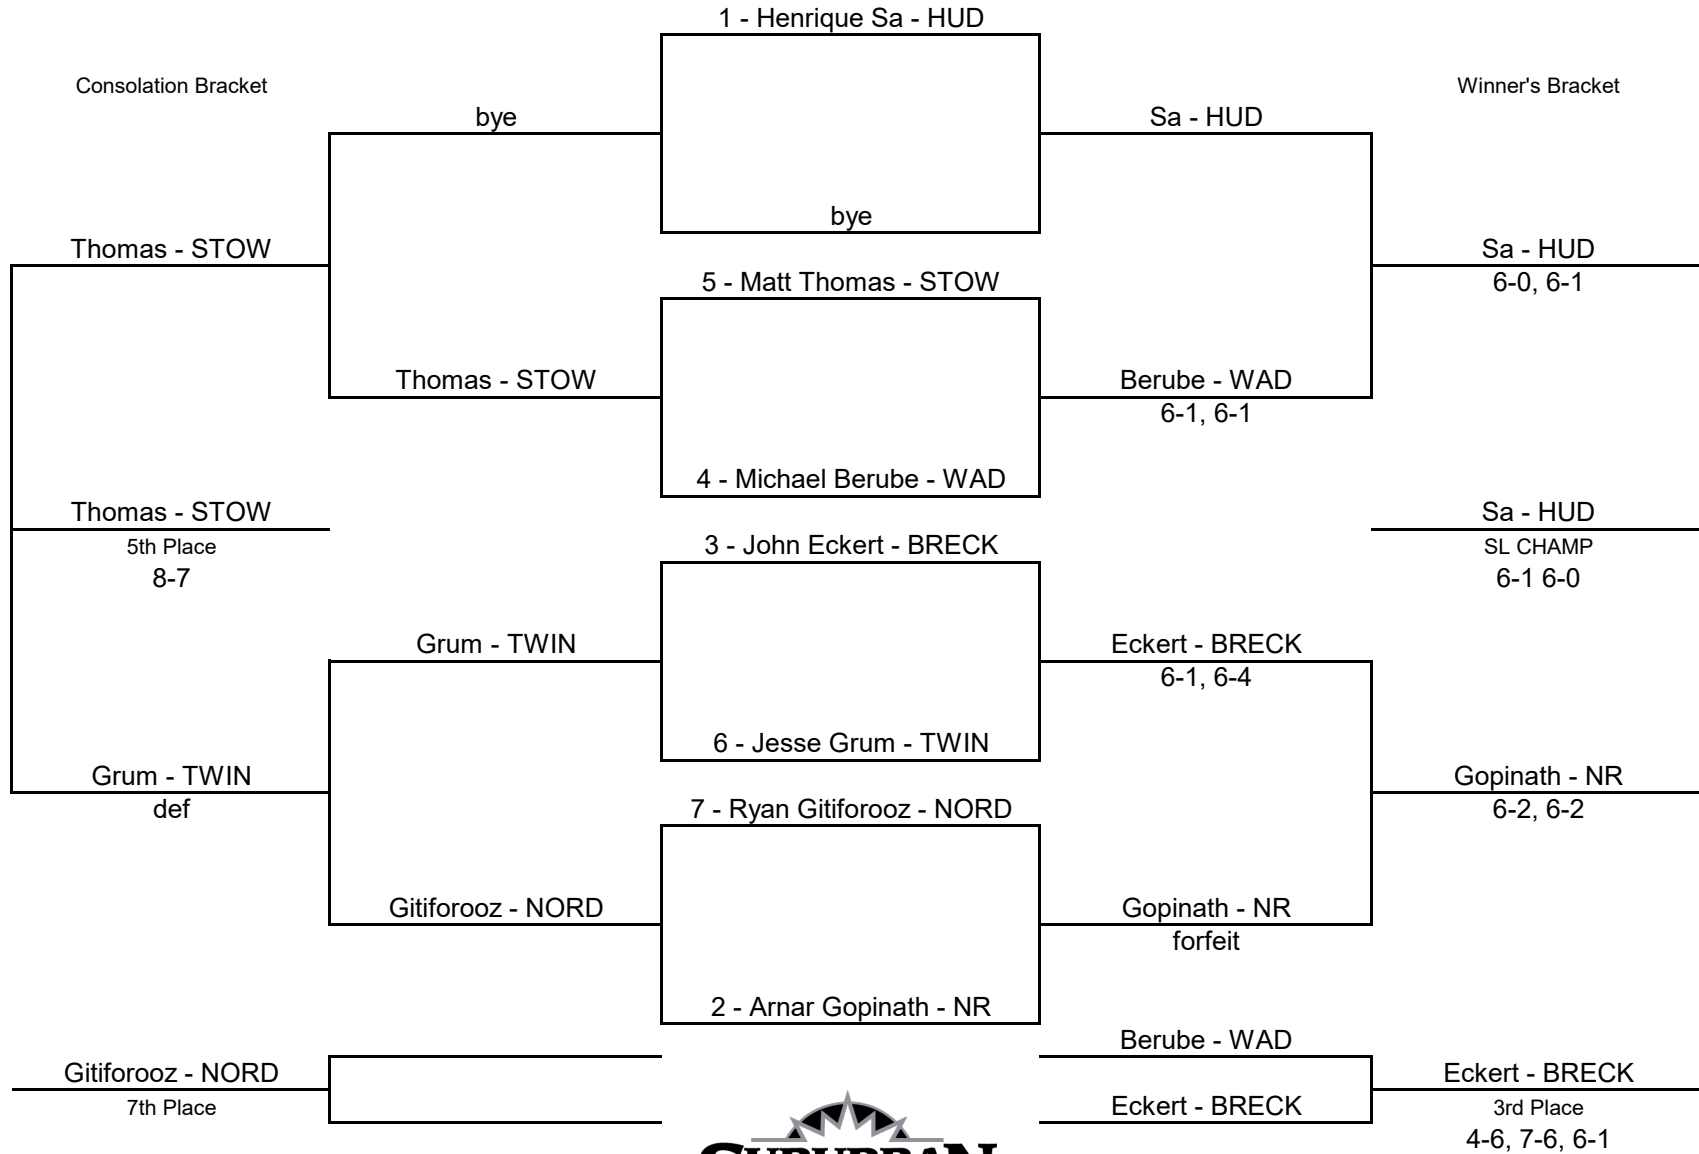 1 - Henrique Sa - HUD
Consolation Bracket
Winner's Bracket
bye
Sa - HUD
bye
Thomas - STOW
Sa - HUD
6-0, 6-1
5 - Matt Thomas - STOW
Thomas - STOW
Berube - WAD
6-1, 6-1
4 - Michael Berube - WAD
Thomas - STOW
5th Place
8-7
Sa - HUD
SL CHAMP
6-1 6-0
3 - John Eckert - BRECK
Grum - TWIN
Eckert - BRECK
6-1, 6-4
6 - Jesse Grum - TWIN
Grum - TWIN
def
Gopinath - NR
6-2, 6-2
7 - Ryan Gitiforooz - NORD
Gitiforooz - NORD
Gopinath - NR
forfeit
2 - Arnar Gopinath - NR
Berube - WAD
Gitiforooz - NORD
7th Place
Eckert - BRECK
Eckert - BRECK
3rd Place
4-6, 7-6, 6-1
SUBURBAN